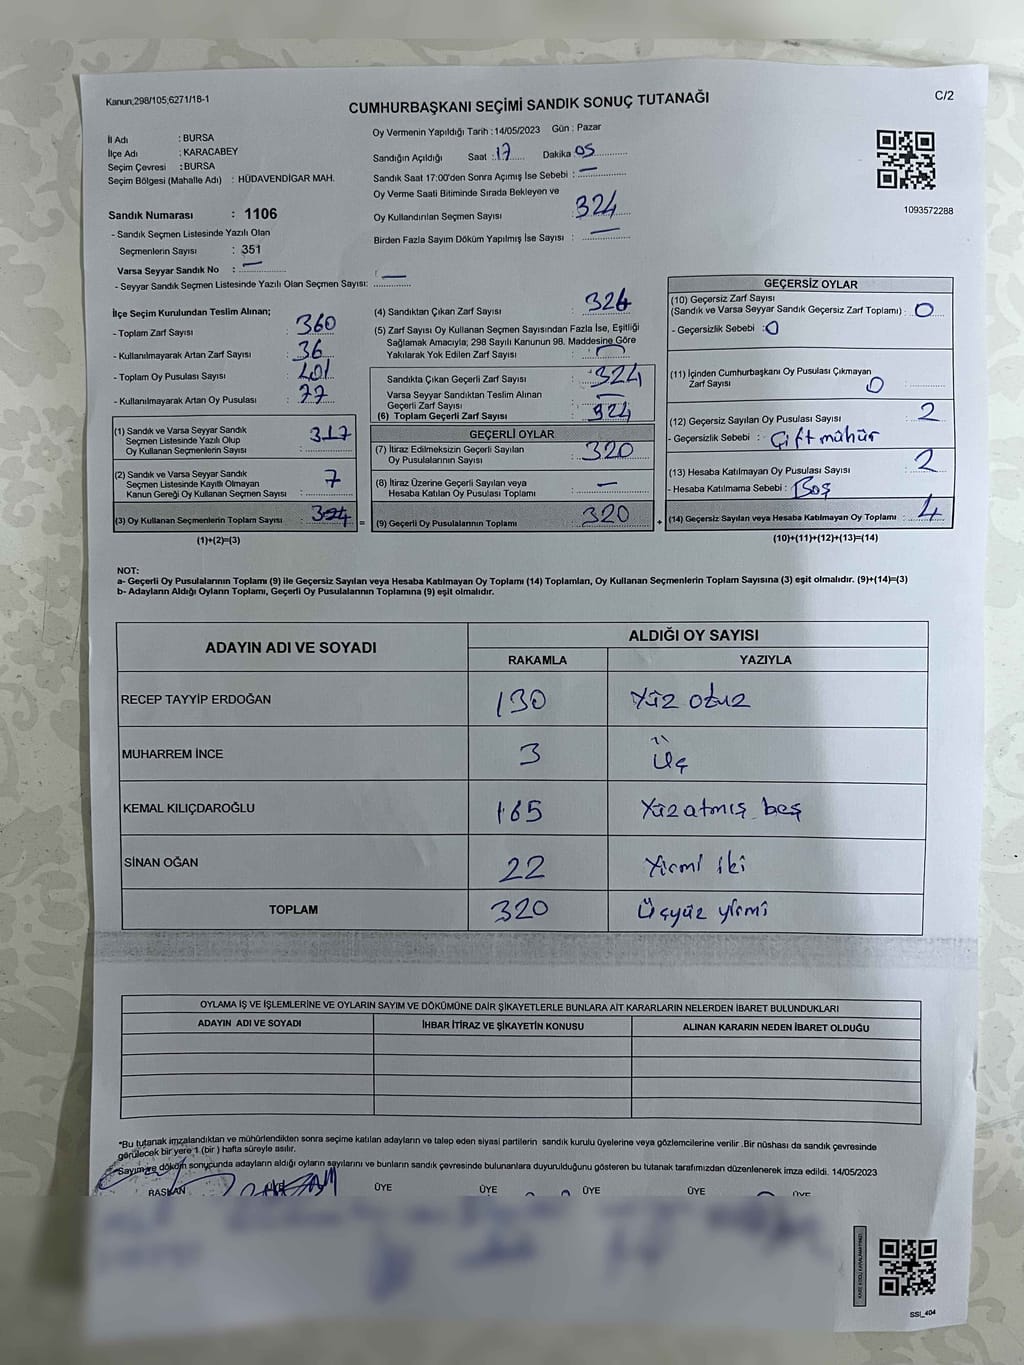 Kanun;298/105;6271/18-1
C/2
CUMHURBAŞKANI SEÇİMİ SANDIK SONUÇ TUTANAĞI
İl Adı : BURSA
İlçe Adı : KARACABEY
Seçim Çevresi : BURSA
Seçim Bölgesi (Mahalle Adı) : HÜDAVENDİGAR MAH.
Sandık Numarası : 1106
- Sandık Seçmen Listesinde Yazılı Olan
Seçmenlerin Sayısı : 351
Varsa Seyyar Sandık No : —
- Seyyar Sandık Seçmen Listesinde Yazılı Olan Seçmen Sayısı: —
Oy Vermenin Yapıldığı Tarih : 14/05/2023 Gün : Pazar
Sandığın Açıldığı Saat : 17 Dakika 05
Sandık Saat 17:00'den Sonra Açımış İse Sebebi : —
Oy Verme Saati Bitiminde Sırada Bekleyen ve
Oy Kullandırılan Seçmen Sayısı : 324
Birden Fazla Sayım Döküm Yapılmış İse Sayısı : —
1093572288
İlçe Seçim Kurulundan Teslim Alınan;
- Toplam Zarf Sayısı : 360
- Kullanılmayarak Artan Zarf Sayısı : 36
- Toplam Oy Pusulası Sayısı : 401
- Kullanılmayarak Artan Oy Pusulası : 77
(1) Sandık ve Varsa Seyyar Sandık
Seçmen Listesinde Yazılı Olup
Oy Kullanan Seçmenlerin Sayısı : 317
(2) Sandık ve Varsa Seyyar Sandık
Seçmen Listesinde Kayıtlı Olmayan
Kanun Gereği Oy Kullanan Seçmen Sayısı : 7
(3) Oy Kullanan Seçmenlerin Toplam Sayısı : 324 =
(1)+(2)=(3)
(4) Sandıktan Çıkan Zarf Sayısı : 324
(5) Zarf Sayısı Oy Kullanan Seçmen Sayısından Fazla İse, Eşitliği
Sağlamak Amacıyla; 298 Sayılı Kanunun 98. Maddesine Göre
Yakılarak Yok Edilen Zarf Sayısı : —
Sandıkta Çıkan Geçerli Zarf Sayısı : 324
Varsa Seyyar Sandıktan Teslim Alınan
Geçerli Zarf Sayısı : —
(6) Toplam Geçerli Zarf Sayısı : 324
GEÇERLİ OYLAR
(7) İtiraz Edilmeksizin Geçerli Sayılan
Oy Pusulalarının Sayısı : 320
(8) İtiraz Üzerine Geçerli Sayılan veya
Hesaba Katılan Oy Pusulası Toplamı : —
(9) Geçerli Oy Pusulalarının Toplamı : 320 +
GEÇERSİZ OYLAR
(10) Geçersiz Zarf Sayısı
(Sandık ve Varsa Seyyar Sandık Geçersiz Zarf Toplamı) : 0
- Geçersizlik Sebebi : 0
(11) İçinden Cumhurbaşkanı Oy Pusulası Çıkmayan
Zarf Sayısı : 0
(12) Geçersiz Sayılan Oy Pusulası Sayısı : 2
- Geçersizlik Sebebi : Çift mühür
(13) Hesaba Katılmayan Oy Pusulası Sayısı : 2
- Hesaba Katılmama Sebebi : Boş
(14) Geçersiz Sayılan veya Hesaba Katılmayan Oy Toplamı : 4
(10)+(11)+(12)+(13)=(14)
NOT:
a- Geçerli Oy Pusulalarının Toplamı (9) ile Geçersiz Sayılan veya Hesaba Katılmayan Oy Toplamı (14) Toplamları, Oy Kullanan Seçmenlerin Toplam Sayısına (3) eşit olmalıdır. (9)+(14)=(3)
b- Adayların Aldığı Oyların Toplamı, Geçerli Oy Pusulalarının Toplamına (9) eşit olmalıdır.
ADAYIN ADI VE SOYADI
ALDIĞI OY SAYISI
RAKAMLA YAZIYLA
RECEP TAYYİP ERDOĞAN 130 Yüz otuz
MUHARREM İNCE 3 Üç
KEMAL KILIÇDAROĞLU 165 Yüz atmış beş
SİNAN OĞAN 22 Yirmi iki
TOPLAM 320 Üçyüz yirmi
OYLAMA İŞ VE İŞLEMLERİNE VE OYLARIN SAYIM VE DÖKÜMÜNE DAİR ŞİKAYETLERLE BUNLARA AİT KARARLARIN NELERDEN İBARET BULUNDUKLARI
ADAYIN ADI VE SOYADI İHBAR İTİRAZ VE ŞİKAYETİN KONUSU ALINAN KARARIN NEDEN İBARET OLDUĞU
*Bu tutanak imzalandıktan ve mühürlendikten sonra seçime katılan adayların ve talep eden siyasi partilerin sandık kurulu üyelerine veya gözlemcilerine verilir .Bir nüshası da sandık çevresinde
görülecek bir yere 1 (bir ) hafta süreyle asılır.
*Sayım ve döküm sonucunda adayların aldığı oyların sayılarını ve bunların sandık çevresinde bulunanlara duyurulduğunu gösteren bu tutanak tarafımızdan düzenlenerek imza edildi. 14/05/2023
BAŞKAN ÜYE ÜYE ÜYE ÜYE ÜYE
SSI_404